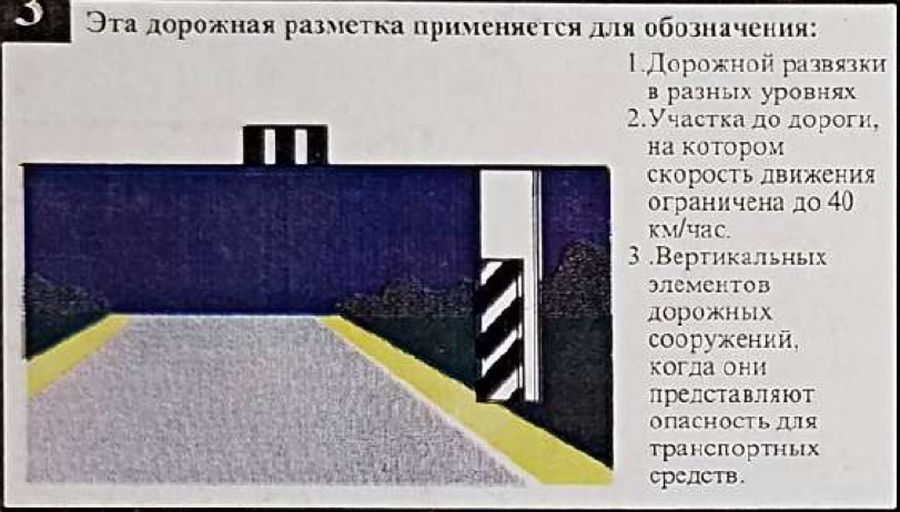 3
Эта дорожная разметка применяется для обозначения:
1.Дорожной развязки
в разных уровнях
2.Участка до дороги,
на котором
скорость движения
ограничена до 40
км/час.
3 .Вертикальных
элементов
дорожных
сооружений,
когда они
представляют
опасность для
транспортных
средств.